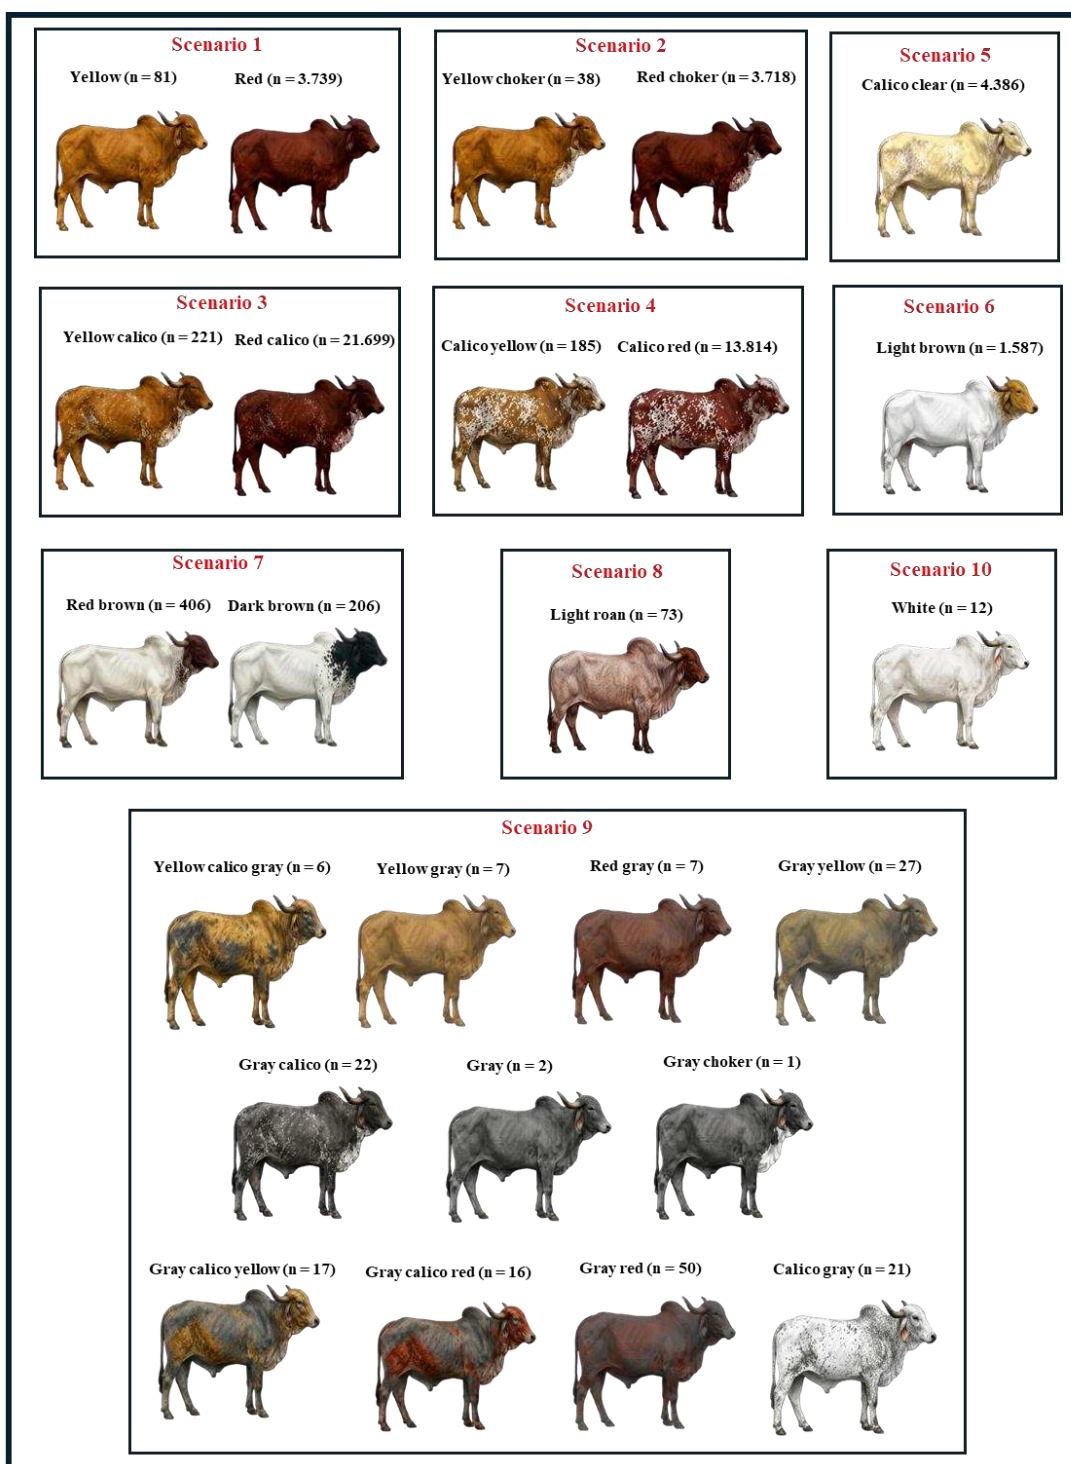 Scenario 1
Yellow (n = 81) Red (n = 3.739)
Scenario 2
Yellow choker (n = 38) Red choker (n = 3.718)
Scenario 5
Calico clear (n = 4.386)
Scenario 3
Yellow calico (n = 221) Red calico (n = 21.699)
Scenario 4
Calico yellow (n = 185) Calico red (n = 13.814)
Scenario 6
Light brown (n = 1.587)
Scenario 7
Red brown (n = 406) Dark brown (n = 206)
Scenario 8
Light roan (n = 73)
Scenario 10
White (n = 12)
Scenario 9
Yellow calico gray (n = 6) Yellow gray (n = 7) Red gray (n = 7) Gray yellow (n = 27)
Gray calico (n = 22) Gray (n = 2) Gray choker (n = 1)
Gray calico yellow (n = 17) Gray calico red (n = 16) Gray red (n = 50) Calico gray (n = 21)